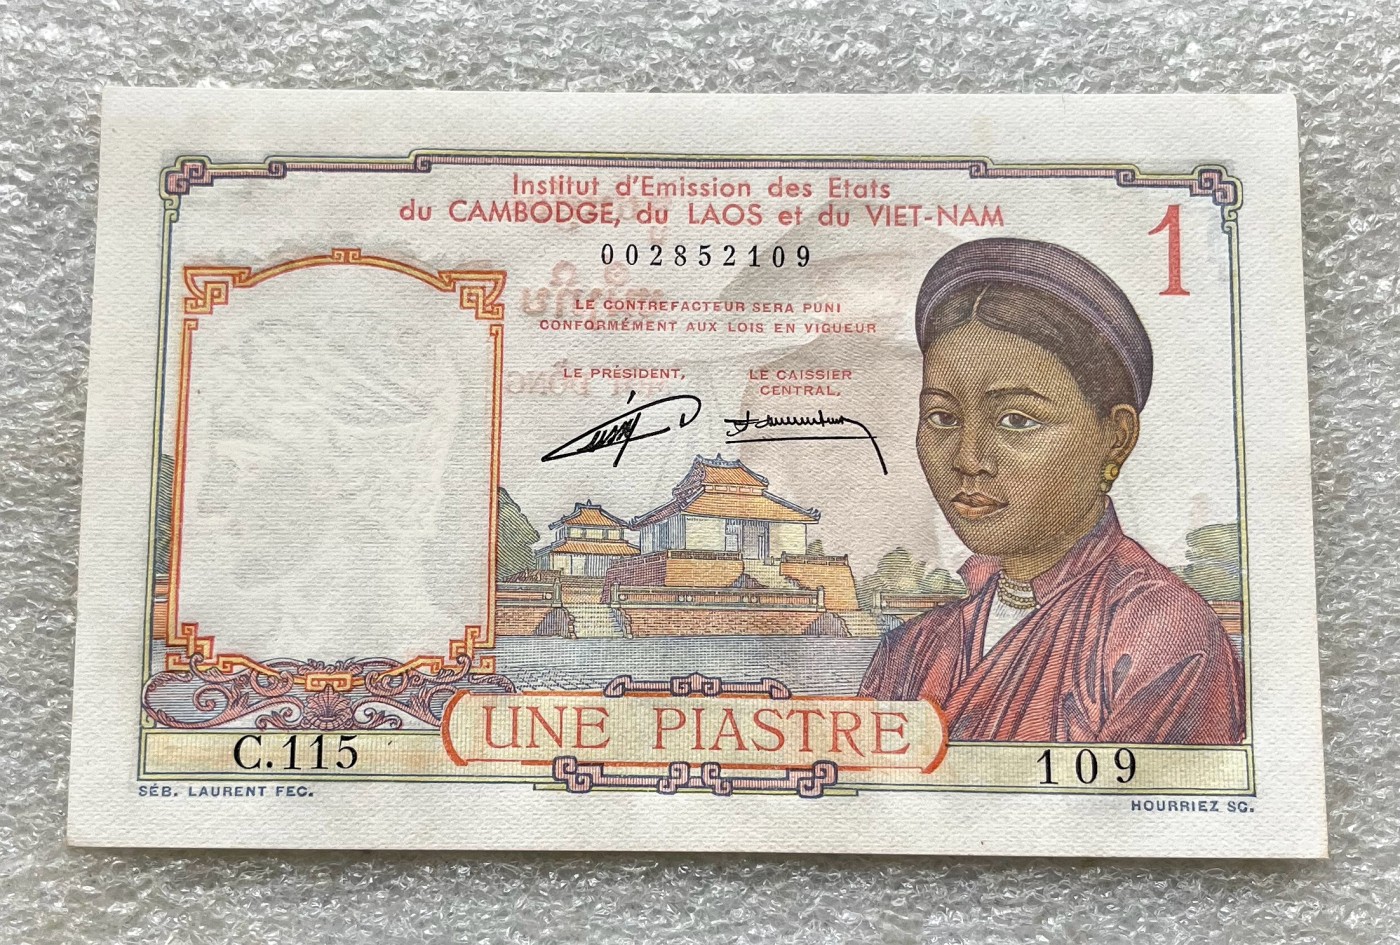 Institut d'Emission des Etats
du CAMBODGE, du LAOS et du VIET-NAM
1
002852109
LE CONTREFACTEUR SERA PUNI
CONFORMÉMENT AUX LOIS EN VIGUEUR
LE PRÉSIDENT,
LE CAISSIER
CENTRAL,
UNE PIASTRE
C.115
109
SÉB. LAURENT FEC.
HOURRIEZ SC.